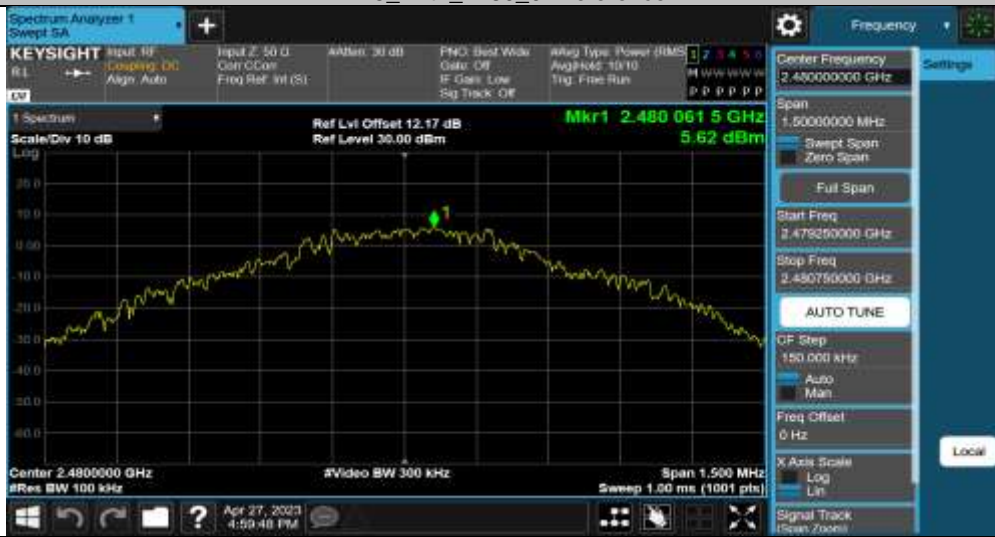 Spectrum Analyzer 1
Swept SA
Frequency
KEYSIGHT
Input: RF
Coupling: DC
Align: Auto
Input Z: 50 Ω
Corr CCorr
Freq Ref: Int (S)
#Atten: 30 dB
PNO: Best Wide
Gate: Off
IF Gain: Low
Sig Track: Off
#Avg Type: Power (RMS
Avg|Hold: 10/10
Trig: Free Run
1 2 3 4 5 6
M W W W W W
P P P P P P
1 Spectrum
Scale/Div 10 dB
Log
Ref Lvl Offset 12.17 dB
Ref Level 30.00 dBm
Mkr1 2.480 061 5 GHz
5.62 dBm
1
20.0
10.0
0.00
-10.0
-20.0
-30.0
-40.0
-50.0
-60.0
Center 2.4800000 GHz
#Res BW 100 kHz
#Video BW 300 kHz
Span 1.500 MHz
Sweep 1.00 ms (1001 pts)
Apr 27, 2023
4:59:48 PM
Center Frequency
2.480000000 GHz
Settings
Span
1.50000000 MHz
Swept Span
Zero Span
Full Span
Start Freq
2.479250000 GHz
Stop Freq
2.480750000 GHz
AUTO TUNE
CF Step
150.000 kHz
Auto
Man
Freq Offset
0 Hz
X Axis Scale
Log
Lin
Local
Signal Track
(Span Zoom)